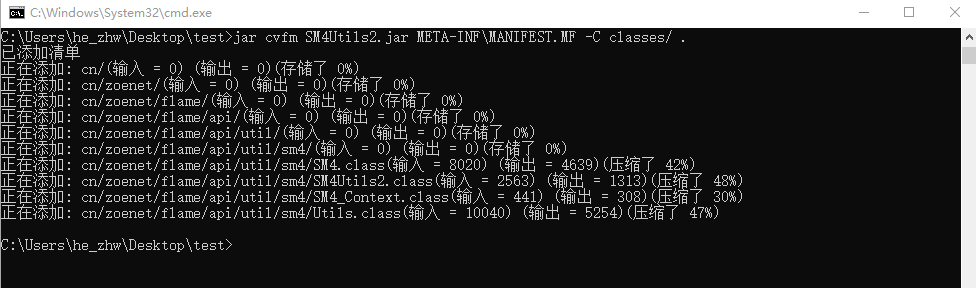 C:\Windows\System32\cmd.exe
C:\Users\he_zhw\Desktop\test>jar cvfm SM4Utils2.jar META-INF\MANIFEST.MF -C classes/ .
已添加清单
正在添加: cn/(输入 = 0) (输出 = 0)(存储了 0%)
正在添加: cn/zoenet/(输入 = 0) (输出 = 0)(存储了 0%)
正在添加: cn/zoenet/flame/(输入 = 0) (输出 = 0)(存储了 0%)
正在添加: cn/zoenet/flame/api/(输入 = 0) (输出 = 0)(存储了 0%)
正在添加: cn/zoenet/flame/api/util/(输入 = 0) (输出 = 0)(存储了 0%)
正在添加: cn/zoenet/flame/api/util/sm4/(输入 = 0) (输出 = 0)(存储了 0%)
正在添加: cn/zoenet/flame/api/util/sm4/SM4.class(输入 = 8020) (输出 = 4639)(压缩了 42%)
正在添加: cn/zoenet/flame/api/util/sm4/SM4Utils2.class(输入 = 2563) (输出 = 1313)(压缩了 48%)
正在添加: cn/zoenet/flame/api/util/sm4/SM4_Context.class(输入 = 441) (输出 = 308)(压缩了 30%)
正在添加: cn/zoenet/flame/api/util/sm4/Utils.class(输入 = 10040) (输出 = 5254)(压缩了 47%)
C:\Users\he_zhw\Desktop\test>